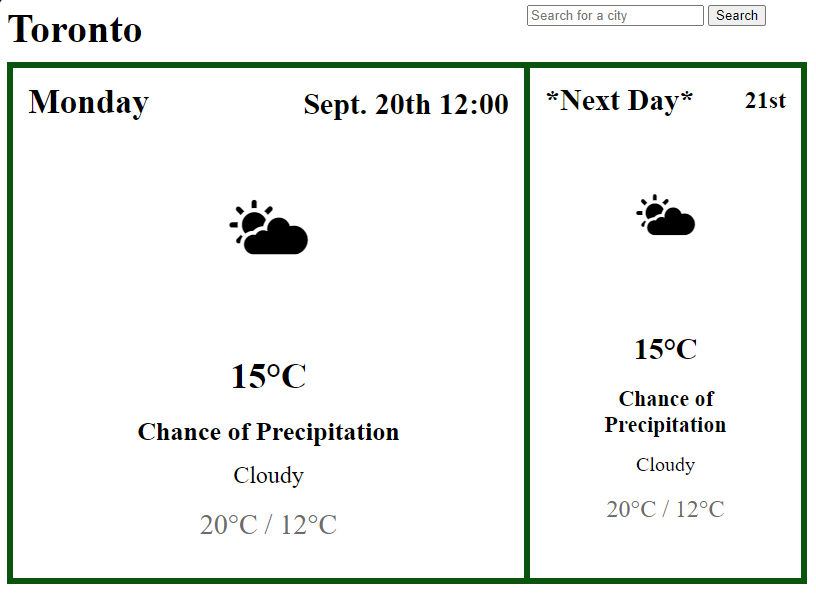 Toronto
Search for a city Search
Monday Sept. 20th 12:00
15°C
Chance of Precipitation
Cloudy
20°C / 12°C
*Next Day* 21st
15°C
Chance of
Precipitation
Cloudy
20°C / 12°C